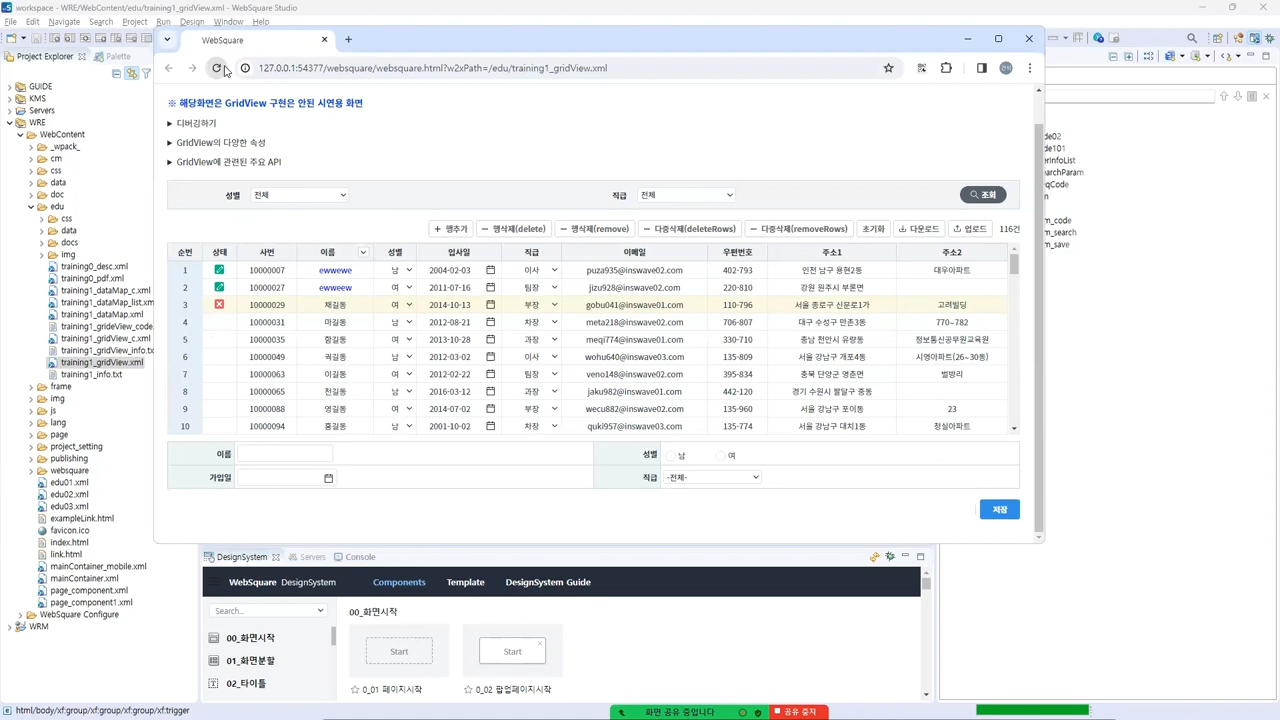 workspace - WRE/WebContent/edu/training1_gridView.xml - WebSquare Studio
File Edit Navigate Search Project Run Design Window Help
Project Explorer Palette
GUIDE
KMS
Servers
WRE
WebContent
_wpack_
cm
css
data
doc
edu
css
data
docs
img
training0_desc.xml
training0_pdf.xml
training1_dataMap_c.xml
training1_dataMap_list.xm
training1_dataMap.xml
training1_grideView_code.
training1_gridView_c.xml
training1_gridView_info.tx
training1_gridView.xml
training1_info.txt
frame
img
js
lang
page
project_setting
publishing
websquare
edu01.xml
edu02.xml
edu03.xml
exampleLink.html
favicon.ico
index.html
link.html
mainContainer_mobile.xml
mainContainer.xml
page_component.xml
page_component1.xml
WebSquare Configure
WRM
WebSquare
127.0.0.1:54377/websquare/websquare.html?w2xPath=/edu/training1_gridView.xml
※ 해당화면은 GridView 구현은 안된 시연용 화면
디버깅하기
GridView의 다양한 속성
GridView에 관련된 주요 API
성별 전체 직급 전체 조회
행추가 행삭제(delete) 행삭제(remove) 다중삭제(deleteRows) 다중삭제(removeRows) 초기화 다운로드 업로드 116건
순번 상태 사번 이름 성별 입사일 직급 이메일 우편번호 주소1 주소2
1 10000007 ewwewe 남 2004-02-03 이사 puza935@inswave02.com 402-793 인천 남구 용현2동 대우아파트
2 10000027 ewweew 여 2011-07-16 팀장 jizu928@inswave02.com 220-810 강원 원주시 부론면
3 10000029 채길동 여 2014-10-13 부장 gobu041@inswave01.com 110-796 서울 종로구 신문로1가 고려빌딩
4 10000031 마길동 남 2012-08-21 차장 meta218@inswave02.com 706-807 대구 수성구 만촌3동 770~782
5 10000038 함길동 여 2013-10-28 과장 meqi774@inswave01.com 330-710 충남 천안시 유량동 정보통신공무원교육원
6 10000049 궉길동 여 2012-03-02 이사 wohu640@inswave03.com 135-809 서울 강남구 개포4동 시영아파트(26~30동)
7 10000063 이길동 남 2012-02-22 팀장 veno148@inswave02.com 395-834 충북 단양군 영춘면 별방리
8 10000065 전길동 남 2016-03-12 과장 jaku982@inswave01.com 442-120 경기 수원시 팔달구 중동
9 10000088 영길동 여 2014-07-02 부장 wecu882@inswave02.com 135-960 서울 강남구 포이동 23
10 10000094 홍길동 남 2001-10-02 차장 quki957@inswave03.com 135-774 서울 강남구 대치1동 청실아파트
이름 성별 남 여
가입일 직급 -전체-
저장
de02
de101
erInfoList
archParam
qCode
n
m_code
m_search
m_save
DesignSystem Servers Console
WebSquare DesignSystem Components Template DesignSystem Guide
Search...
00_화면시작
00_화면시작
01_화면분할
02_타이틀
Start
Start
0_01 페이지시작
0_02 팝업페이지시작
html/body/xf:group/xf:group/xf:group/xf:trigger
화면 공유 중입니다
공유 중지